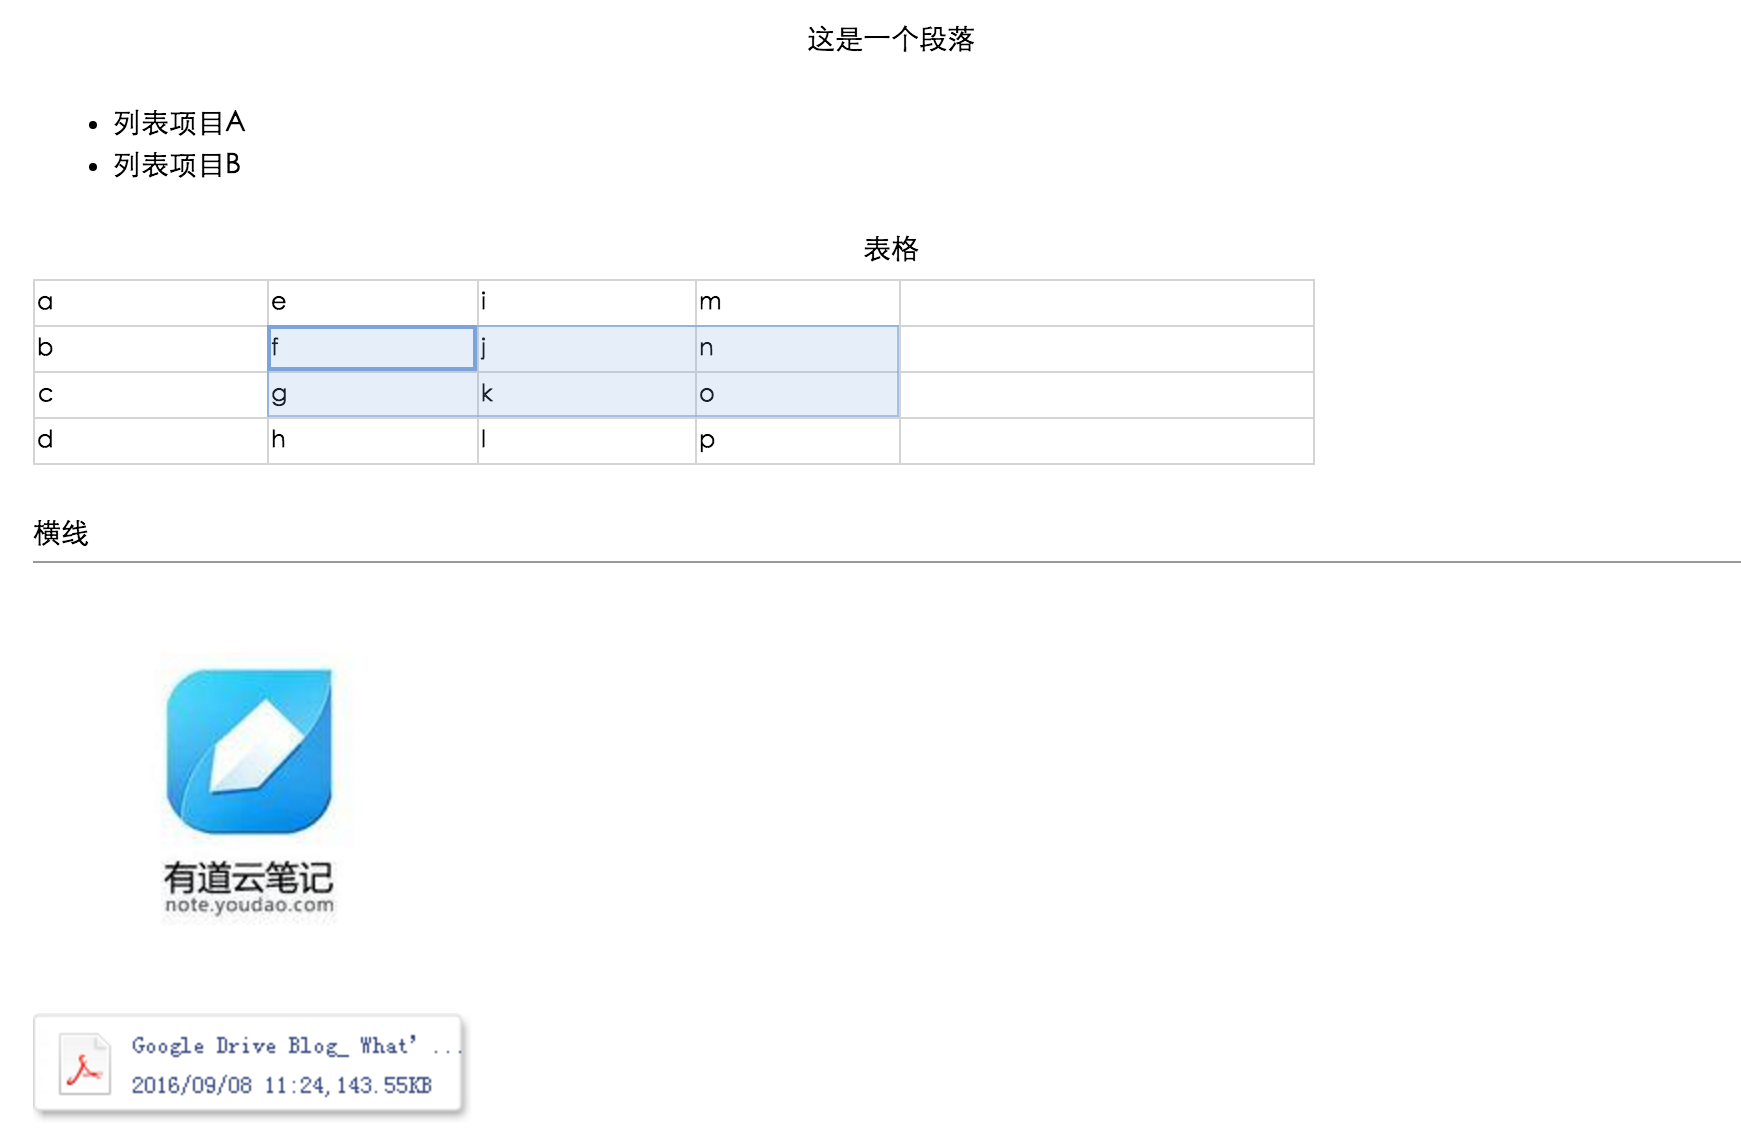 这是一个段落
• 列表项目A
• 列表项目B
表格
a e i m
b f j n
c g k o
d h l p
横线
有道云笔记
note.youdao.com
Google Drive Blog_ What’ ...
2016/09/08 11:24,143.55KB